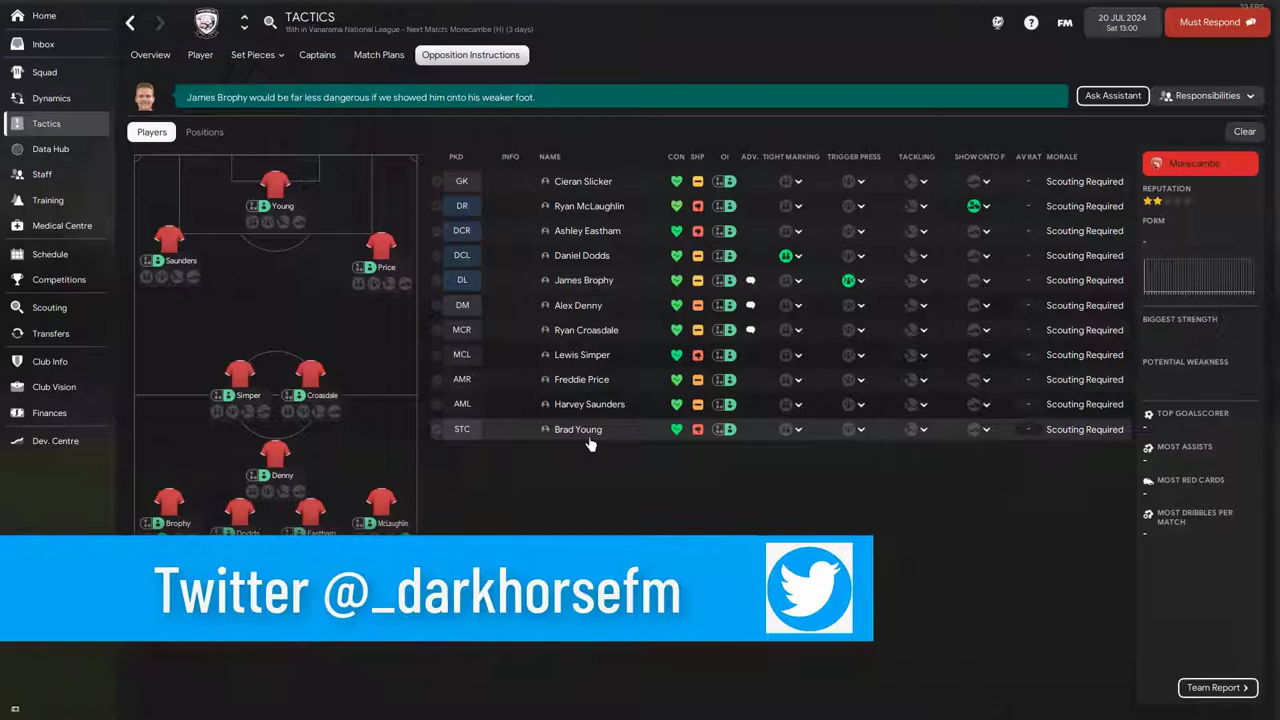 Home
Inbox
Squad
Dynamics
Tactics
Data Hub
Staff
Training
Medical Centre
Schedule
Competitions
Scouting
Transfers
Club Info
Club Vision
Finances
Dev. Centre
TACTICS
15th in Vanarama National League - Next Match: Morecambe (H) (3 days)
FM
20 JUL 2024
Sat 13:00
Must Respond
Overview
Player
Set Pieces
Captains
Match Plans
Opposition Instructions
James Brophy would be far less dangerous if we showed him onto his weaker foot.
Ask Assistant
Responsibilities
Players
Positions
Clear
Young
Saunders
Price
Simper
Croasdale
Denny
Brophy
Dodds
Eastham
McLaughlin
PKD INFO NAME CON SHP OI ADV. TIGHT MARKING TRIGGER PRESS TACKLING SHOW ONTO F AV RAT MORALE
GK Cieran Slicker - Scouting Required
DR Ryan McLaughlin - Scouting Required
DCR Ashley Eastham - Scouting Required
DCL Daniel Dodds - Scouting Required
DL James Brophy - Scouting Required
DM Alex Denny - Scouting Required
MCR Ryan Croasdale - Scouting Required
MCL Lewis Simper - Scouting Required
AMR Freddie Price - Scouting Required
AML Harvey Saunders - Scouting Required
STC Brad Young - Scouting Required
Morecambe
REPUTATION
FORM
-
BIGGEST STRENGTH
POTENTIAL WEAKNESS
TOP GOALSCORER
-
MOST ASSISTS
-
MOST RED CARDS
-
MOST DRIBBLES PER
MATCH
-
Team Report
Twitter @_darkhorsefm